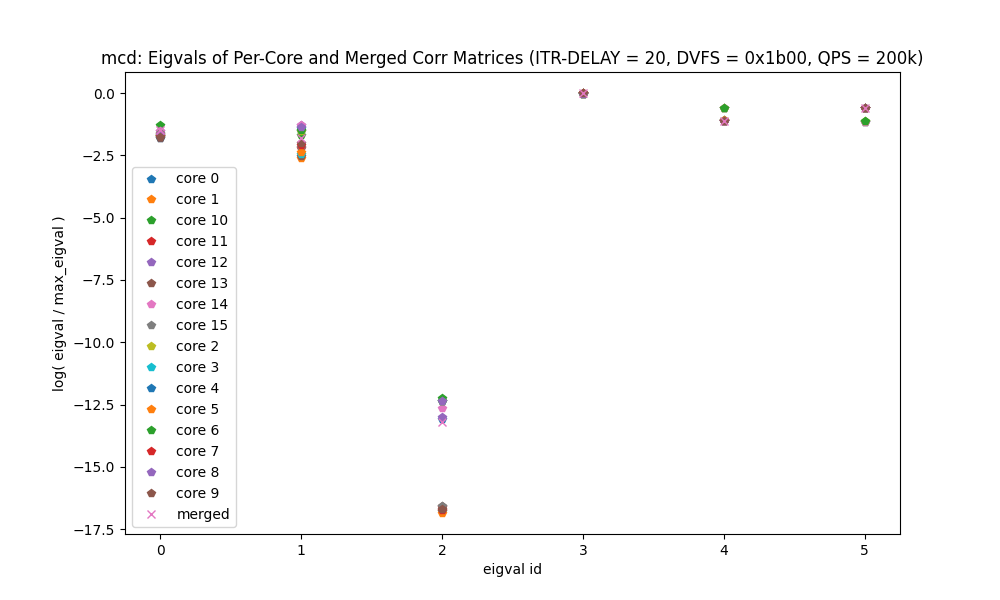 mcd: Eigvals of Per-Core and Merged Corr Matrices (ITR-DELAY = 20, DVFS = 0x1b00, QPS = 200k)
0.0
−2.5
−5.0
−7.5
−10.0
−12.5
−15.0
−17.5
log( eigval / max_eigval )
core 0
core 1
core 10
core 11
core 12
core 13
core 14
core 15
core 2
core 3
core 4
core 5
core 6
core 7
core 8
core 9
merged
0 1 2 3 4 5
eigval id